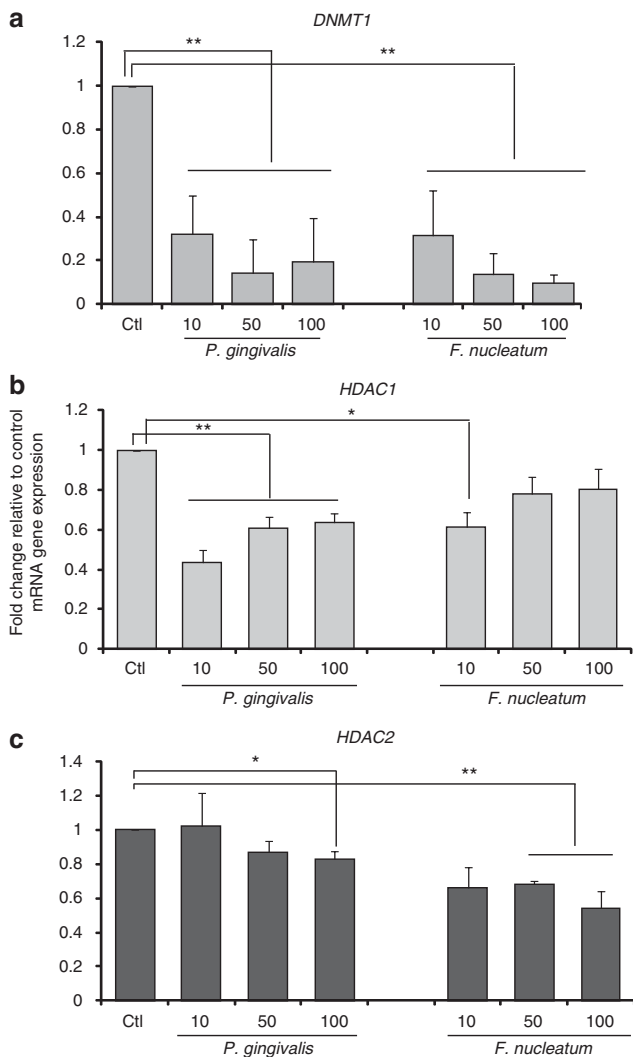 a
DNMT1
1.2
1
0.8
0.6
0.4
0.2
0
**
**
Ctl 10 50 100 10 50 100
P. gingivalis F. nucleatum
b
HDAC1
Fold change relative to control
mRNA gene expression
1.2
1
0.8
0.6
0.4
0.2
0
*
**
Ctl 10 50 100 10 50 100
P. gingivalis F. nucleatum
c
HDAC2
1.4
1.2
1
0.8
0.6
0.4
0.2
0
*
**
Ctl 10 50 100 10 50 100
P. gingivalis F. nucleatum